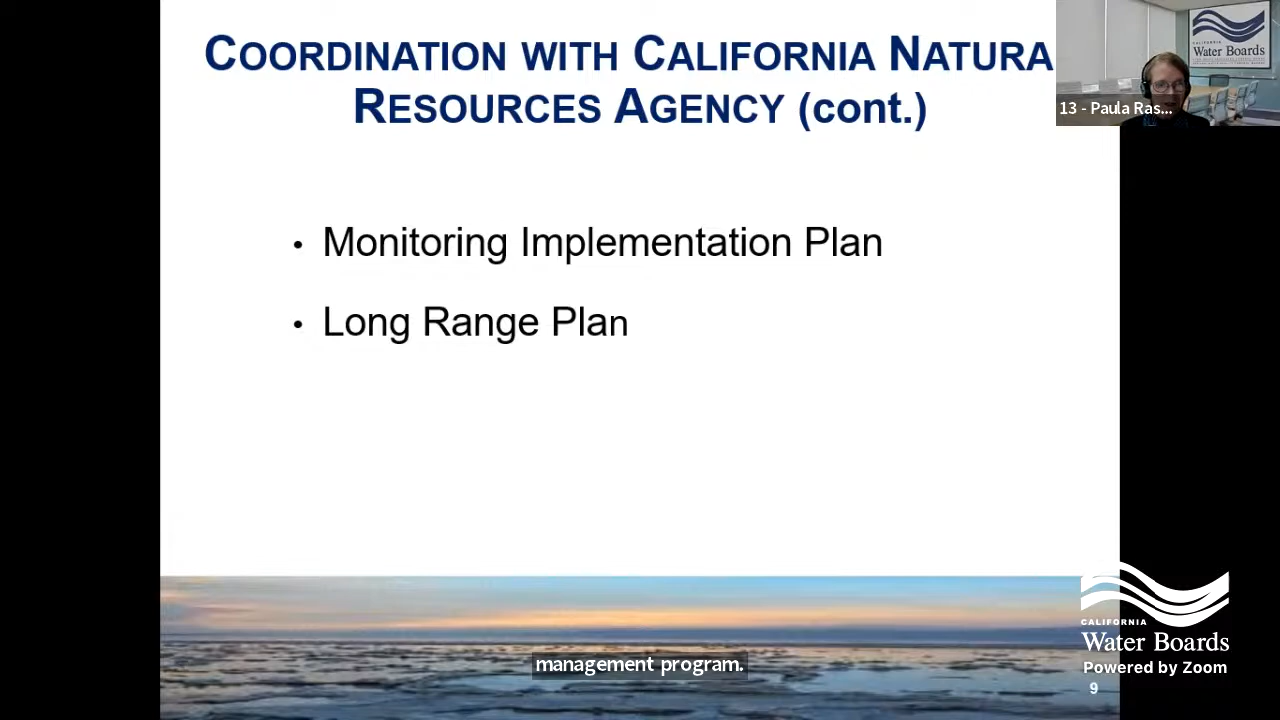 COORDINATION WITH CALIFORNIA NATURA
RESOURCES AGENCY (cont.)
• Monitoring Implementation Plan
• Long Range Plan
CALIFORNIA
Water Boards
13 - Paula Ras...
management program.
CALIFORNIA
Water Boards
Powered by Zoom
9